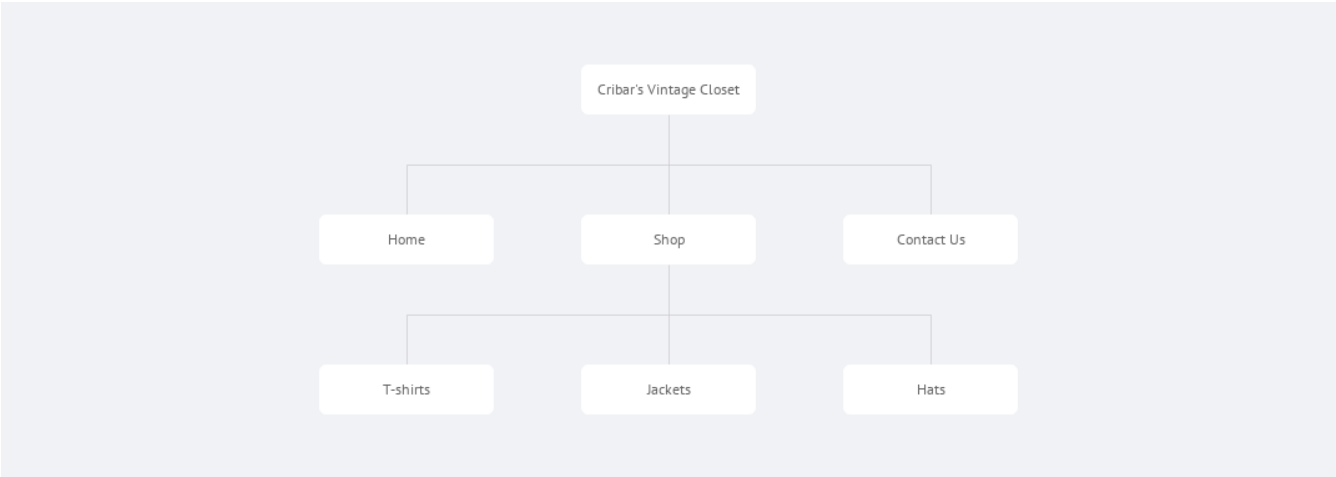 Cribar's Vintage Closet
Home
Shop
Contact Us
T-shirts
Jackets
Hats